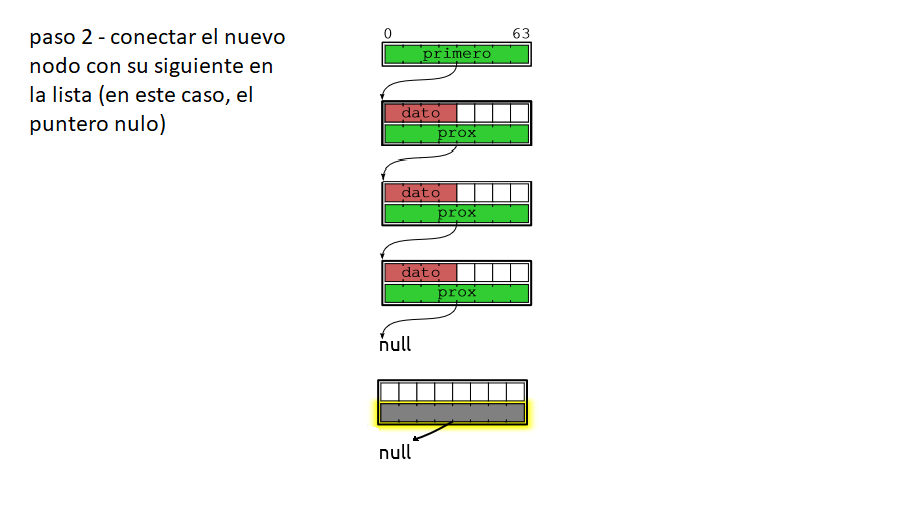 paso 2 - conectar el nuevo
nodo con su siguiente en
la lista (en este caso, el
puntero nulo)
0 63
primero
dato
prox
dato
prox
dato
prox
null
null